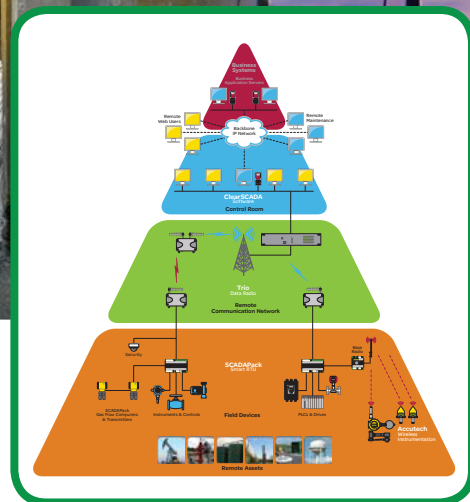 Business
Systems
Business
Application Servers
Remote
Web Users
Remote
Maintenance
Backbone
IP Network
ClearSCADA
Software
Control Room
Trio
Data Radio
Remote
Communication Network
Security
SCADAPack
Smart RTU
Base
Radio
SCADAPack
Gas Flow Computers
& Transmitters
Instruments & Controls
Field Devices
PLCs & Drives
Accutech
Wireless
Instrumentation
Remote Assets